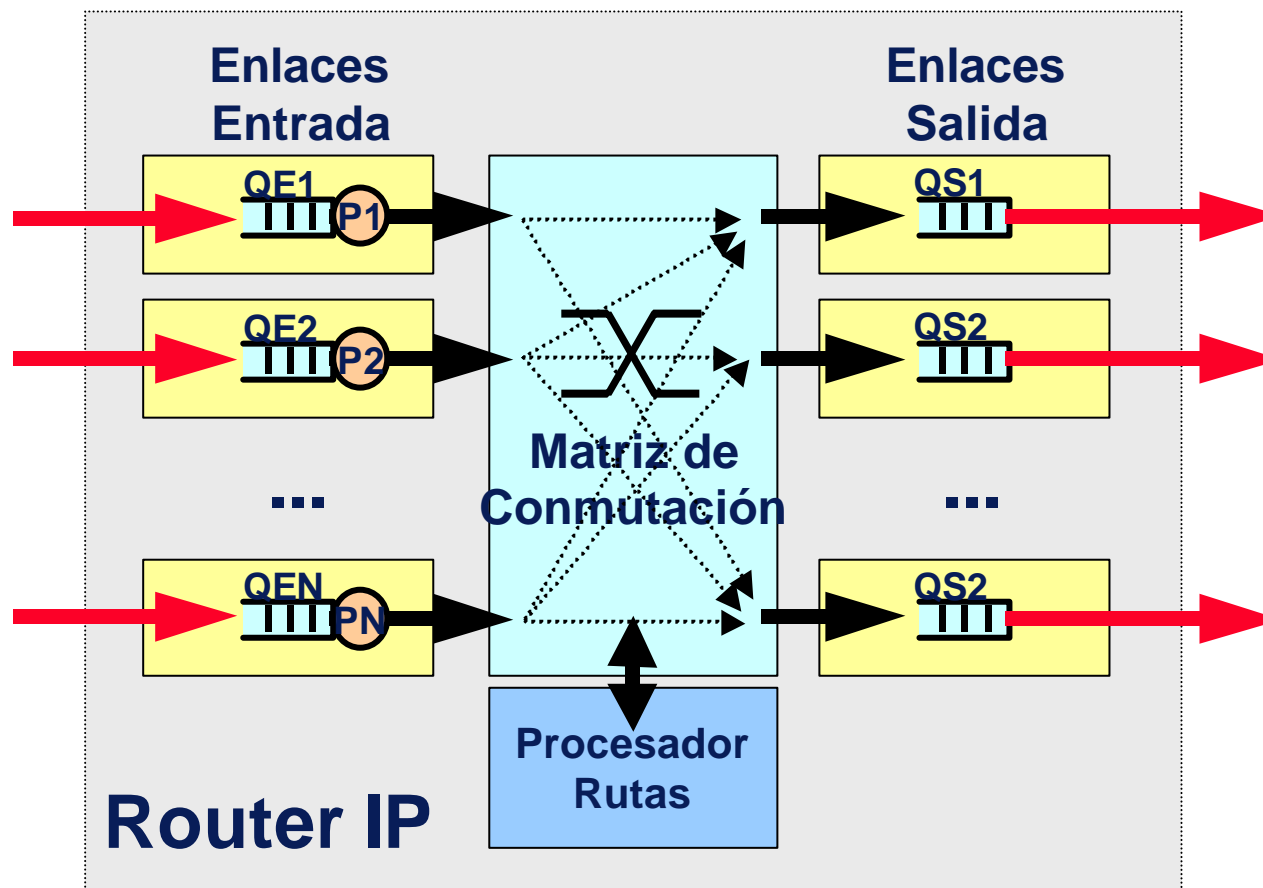 Enlaces
Entrada
Enlaces
Salida
QE1
P1
QS1
QE2
P2
QS2
Matriz de
Conmutación
...
...
QEN
PN
QS2
Procesador
Rutas
Router IP